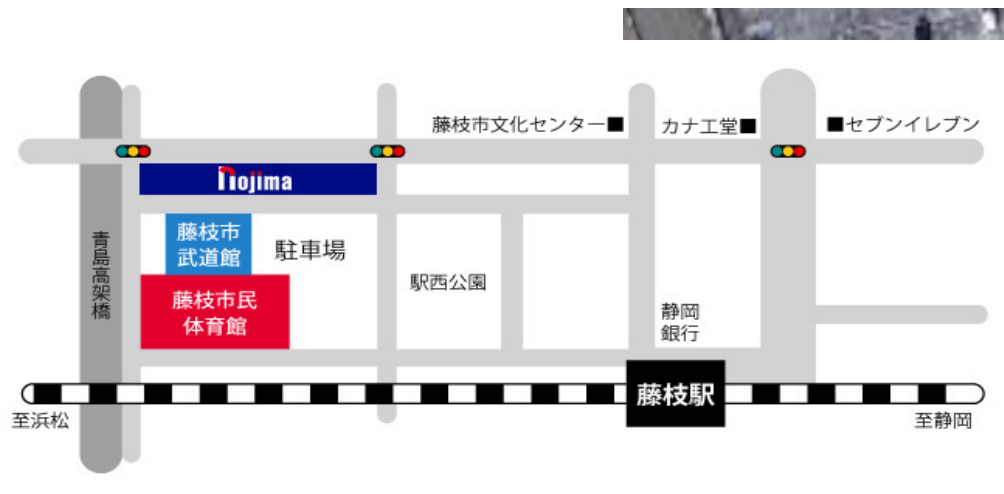 藤枝市文化センター■
カナエ堂■
■セブンイレブン
nojima
藤枝市
武道館
駐車場
青島高架橋
藤枝市民
体育館
駅西公園
静岡
銀行
藤枝駅
至浜松
至静岡